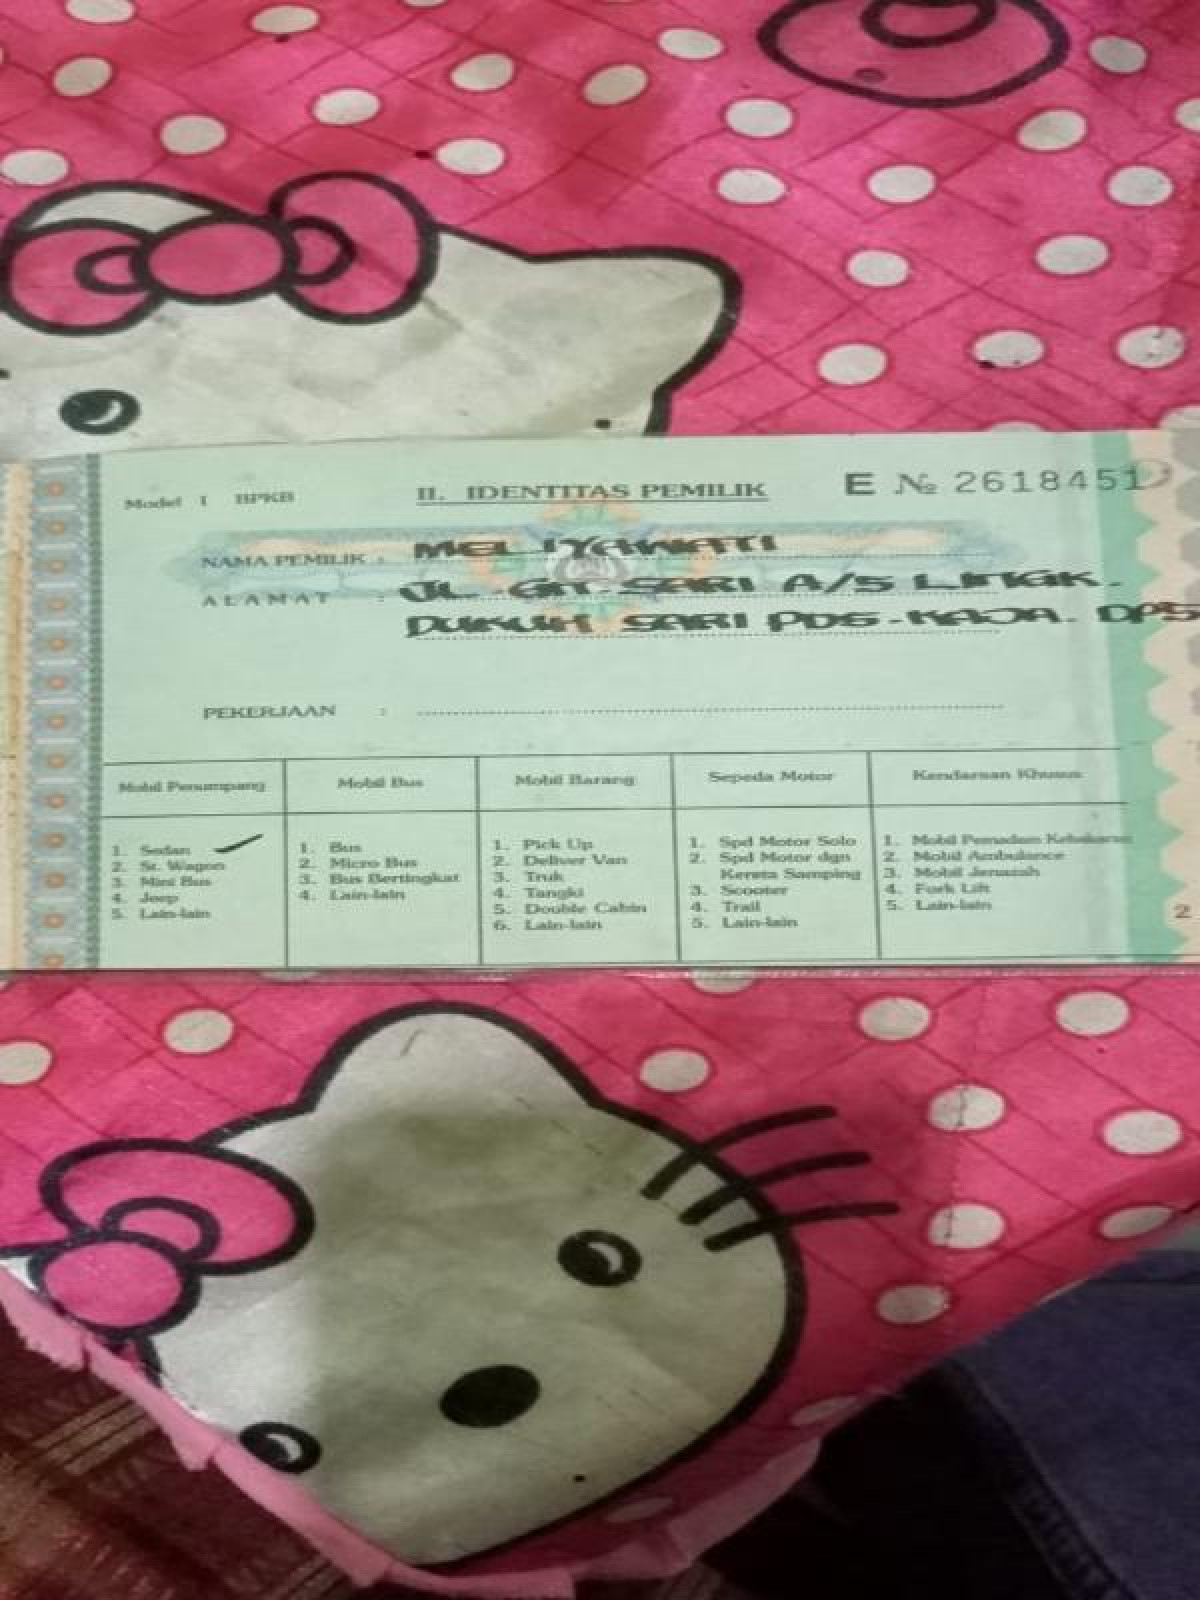 Model I BPKB II. IDENTITAS PEMILIK E № 2618451
NAMA PEMILIK : MELIYAWATI
ALAMAT : JL. GN. SARI A/5 LINGK.
DUKUH SARI PDG. KAJA. DPS
PEKERJAAN :
Mobil Penumpang Mobil Bus Mobil Barang Sepeda Motor Kendaraan Khusus
1. Sedan 1. Bus 1. Pick Up 1. Spd Motor Solo 1. Mobil Pemadam Kebakaran
2. St. Wagon 2. Micro Bus 2. Deliver Van 2. Spd Motor dgn 2. Mobil Ambulance
3. Mini Bus 3. Bus Bertingkat 3. Truk Kereta Samping 3. Mobil Jenazah
4. Jeep 4. Lain-lain 4. Tangki 3. Scooter 4. Fork Lift
5. Lain-lain 5. Double Cabin 4. Trail 5. Lain-lain
6. Lain-lain 5. Lain-lain
2